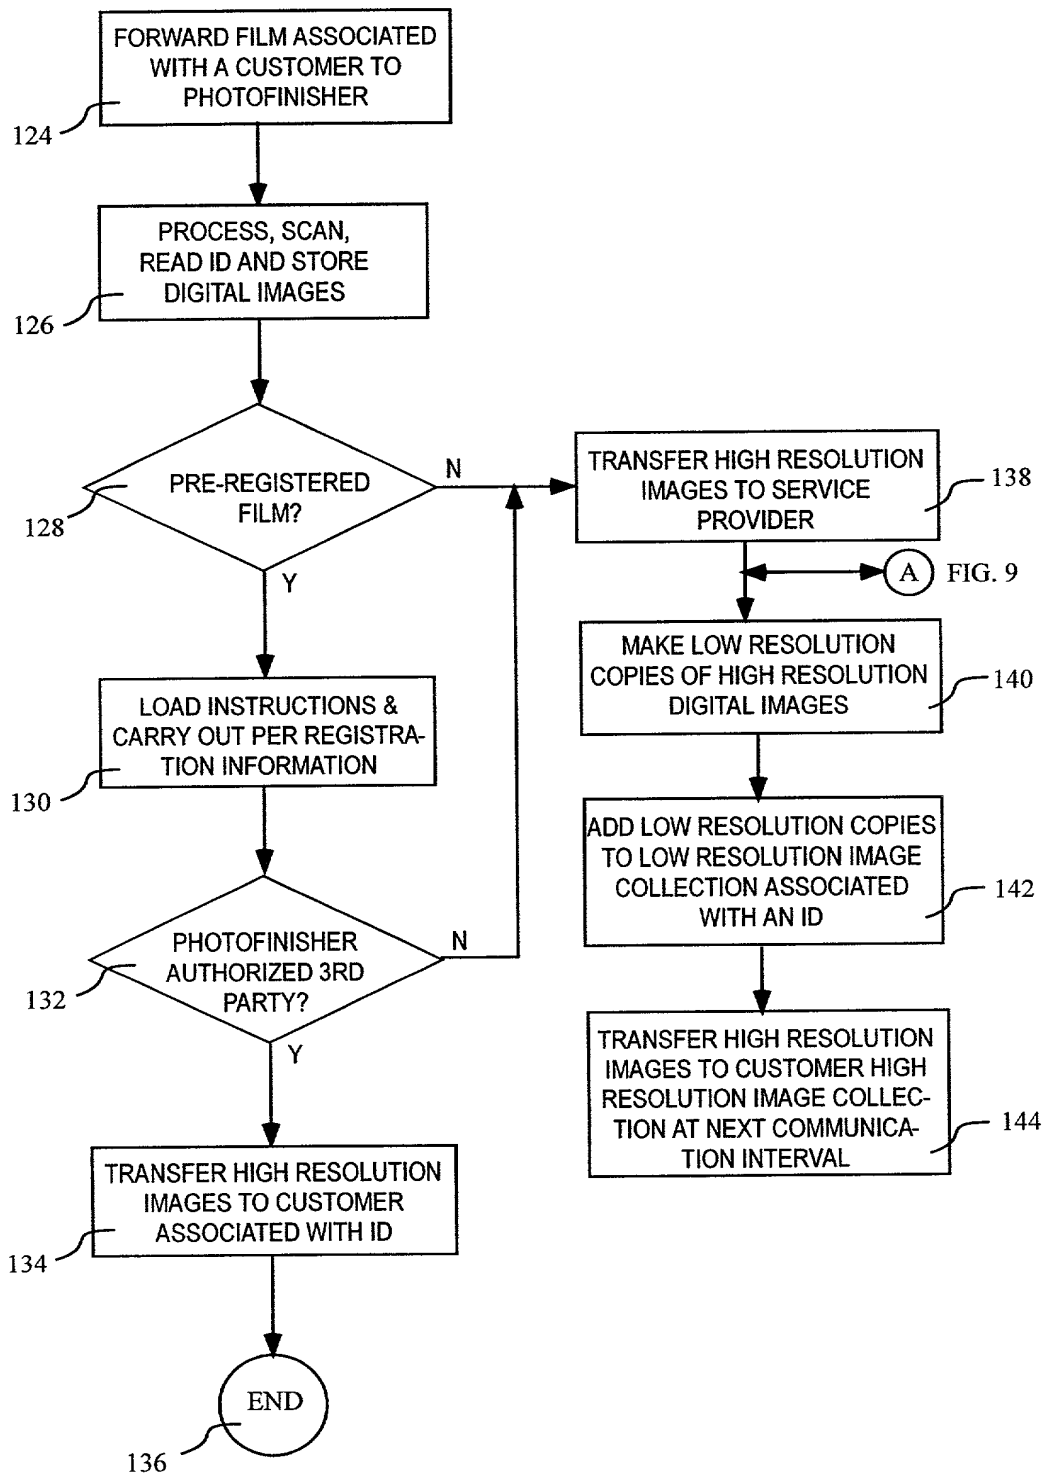 FORWARD FILM ASSOCIATED
WITH A CUSTOMER TO
PHOTOFINISHER
124
PROCESS, SCAN,
READ ID AND STORE
DIGITAL IMAGES
126
PRE-REGISTERED
FILM?
128
N
Y
LOAD INSTRUCTIONS &
CARRY OUT PER REGISTRA-
TION INFORMATION
130
PHOTOFINISHER
AUTHORIZED 3RD
PARTY?
132
N
Y
TRANSFER HIGH RESOLUTION
IMAGES TO CUSTOMER
ASSOCIATED WITH ID
134
END
136
TRANSFER HIGH RESOLUTION
IMAGES TO SERVICE
PROVIDER
138
A FIG. 9
MAKE LOW RESOLUTION
COPIES OF HIGH RESOLUTION
DIGITAL IMAGES
140
ADD LOW RESOLUTION COPIES
TO LOW RESOLUTION IMAGE
COLLECTION ASSOCIATED
WITH AN ID
142
TRANSFER HIGH RESOLUTION
IMAGES TO CUSTOMER HIGH
RESOLUTION IMAGE COLLEC-
TION AT NEXT COMMUNICA-
TION INTERVAL
144